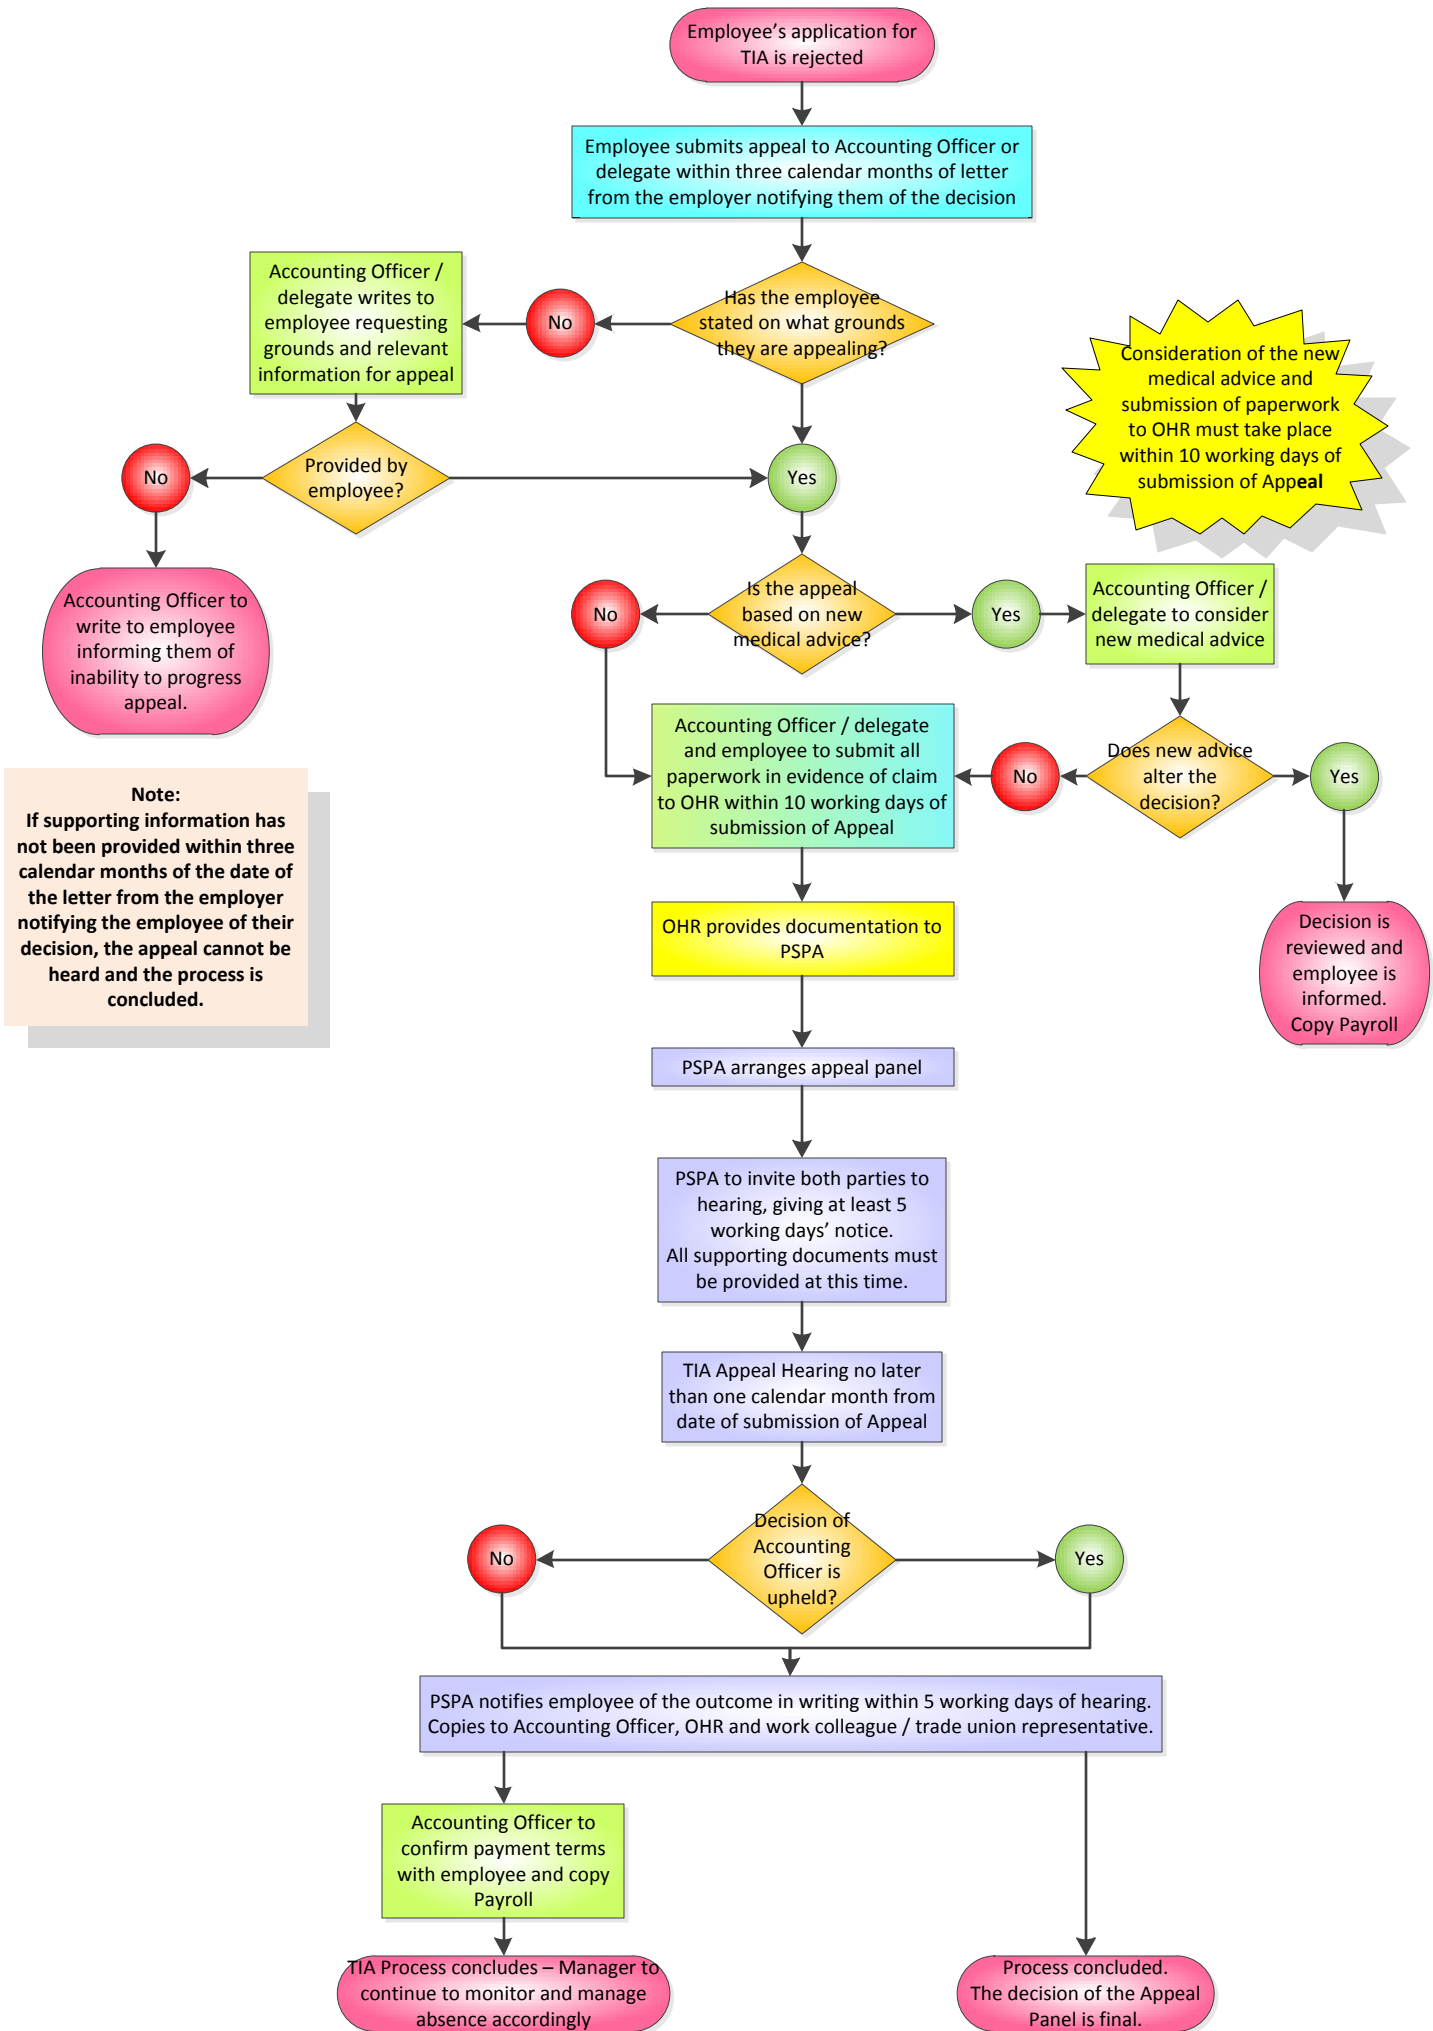 Employee's application for
TIA is rejected
Employee submits appeal to Accounting Officer or
delegate within three calendar months of letter
from the employer notifying them of the decision
Has the employee
stated on what grounds
they are appealing?
No
Accounting Officer /
delegate writes to
employee requesting
grounds and relevant
information for appeal
Consideration of the new
medical advice and
submission of paperwork
to OHR must take place
within 10 working days of
submission of Appeal
Provided by
employee?
No
Yes
Accounting Officer to
write to employee
informing them of
inability to progress
appeal.
Is the appeal
based on new
medical advice?
No
Yes
Accounting Officer /
delegate to consider
new medical advice
Accounting Officer / delegate
and employee to submit all
paperwork in evidence of claim
to OHR within 10 working days of
submission of Appeal
Does new advice
alter the
decision?
No
Yes
Note:
If supporting information has
not been provided within three
calendar months of the date of
the letter from the employer
notifying the employee of their
decision, the appeal cannot be
heard and the process is
concluded.
Decision is
reviewed and
employee is
informed.
Copy Payroll
OHR provides documentation to
PSPA
PSPA arranges appeal panel
PSPA to invite both parties to
hearing, giving at least 5
working days' notice.
All supporting documents must
be provided at this time.
TIA Appeal Hearing no later
than one calendar month from
date of submission of Appeal
Decision of
Accounting
Officer is
upheld?
No
Yes
PSPA notifies employee of the outcome in writing within 5 working days of hearing.
Copies to Accounting Officer, OHR and work colleague / trade union representative.
Accounting Officer to
confirm payment terms
with employee and copy
Payroll
TIA Process concludes – Manager to
continue to monitor and manage
absence accordingly
Process concluded.
The decision of the Appeal
Panel is final.